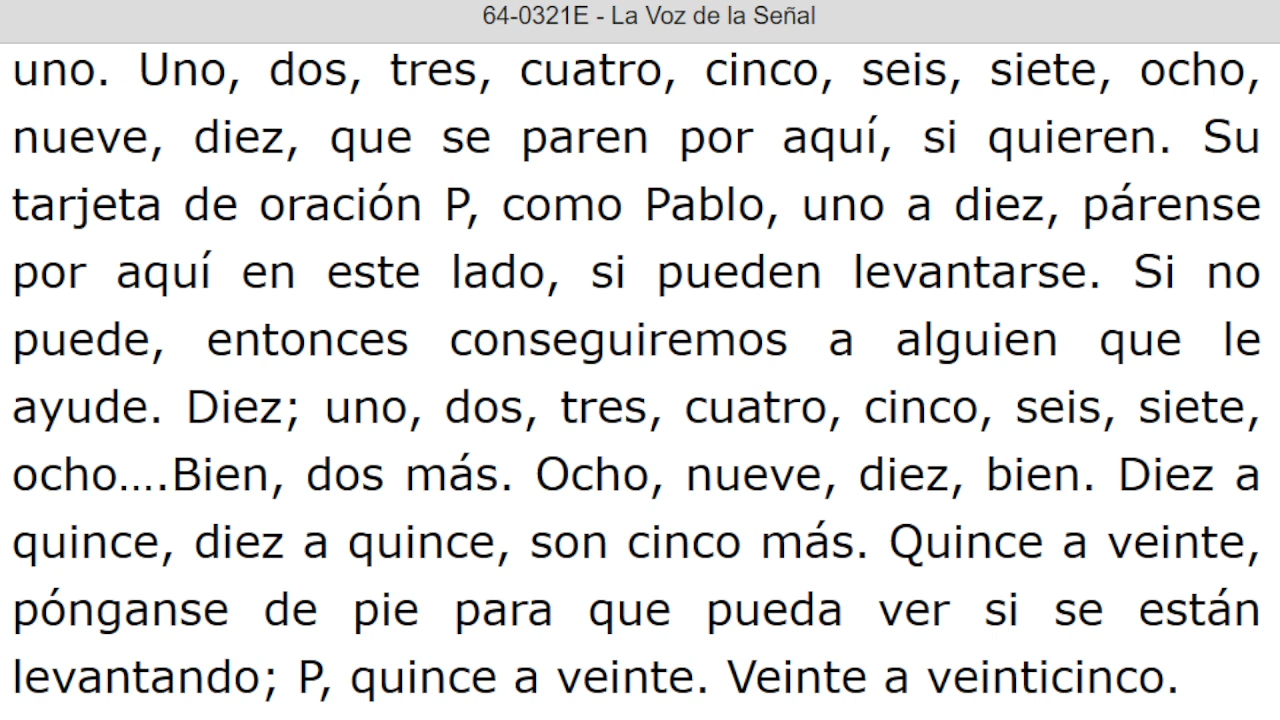 64-0321E - La Voz de la Señal
uno. Uno, dos, tres, cuatro, cinco, seis, siete, ocho,
nueve, diez, que se paren por aquí, si quieren. Su
tarjeta de oración P, como Pablo, uno a diez, párense
por aquí en este lado, si pueden levantarse. Si no
puede, entonces conseguiremos a alguien que le
ayude. Diez; uno, dos, tres, cuatro, cinco, seis, siete,
ocho....Bien, dos más. Ocho, nueve, diez, bien. Diez a
quince, diez a quince, son cinco más. Quince a veinte,
pónganse de pie para que pueda ver si se están
levantando; P, quince a veinte. Veinte a veinticinco.